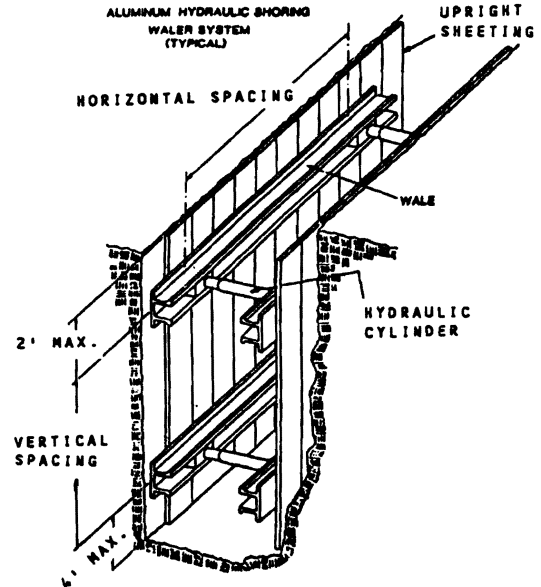 ALUMINUM HYDRAULIC SHORING
WALER SYSTEM
(TYPICAL)
UPRIGHT
SHEETING
HORIZONTAL SPACING
WALE
HYDRAULIC
CYLINDER
2' MAX.
VERTICAL
SPACING
4' MAX.